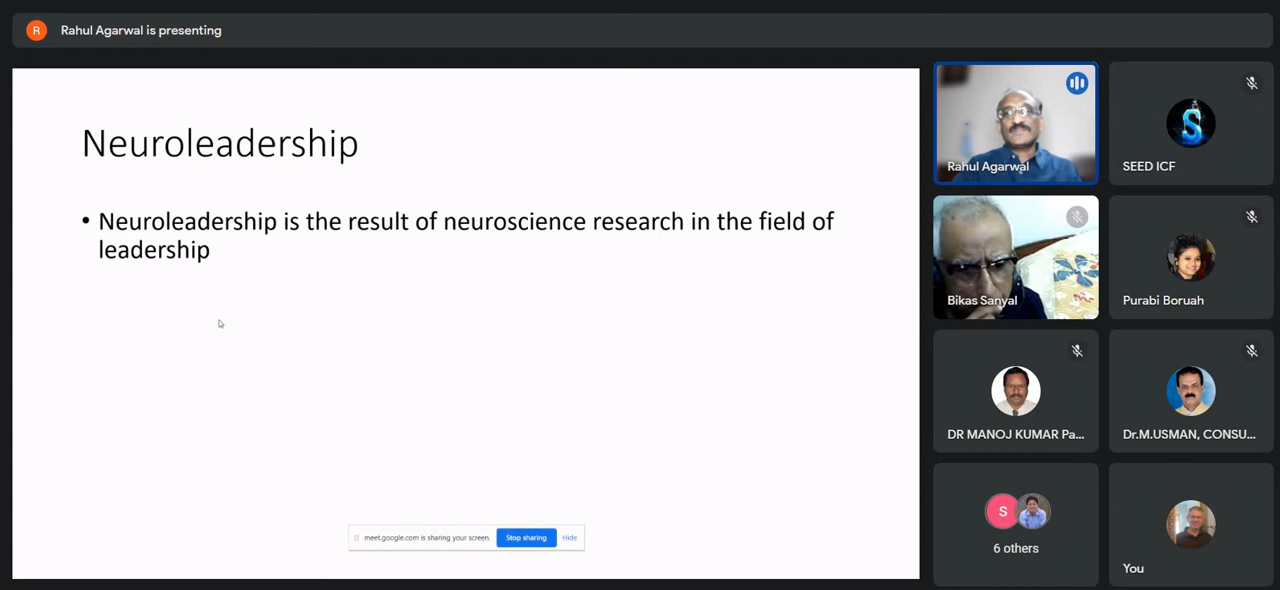 R Rahul Agarwal is presenting
Neuroleadership
• Neuroleadership is the result of neuroscience research in the field of
leadership
meet.google.com is sharing your screen. Stop sharing Hide
Rahul Agarwal
S
SEED ICF
Bikas Sanyal
Purabi Boruah
DR MANOJ KUMAR Pa...
Dr.M.USMAN, CONSU...
S
6 others
You